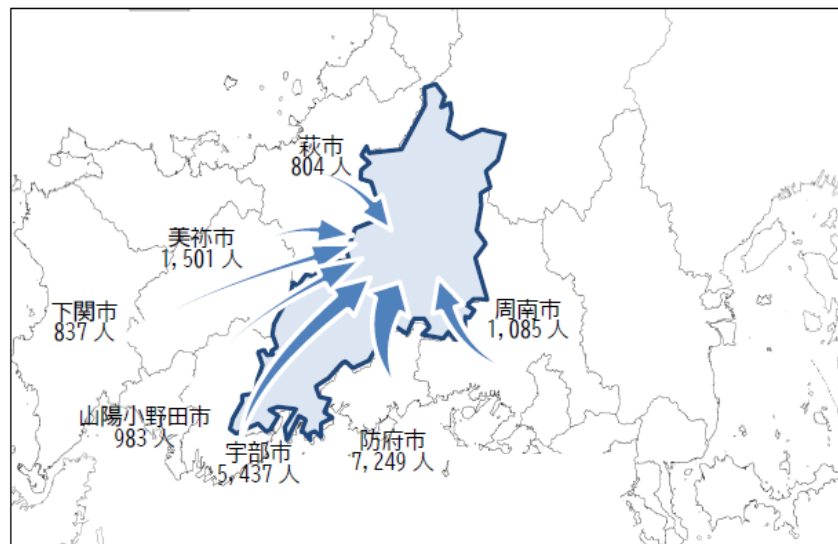 萩市
804 人
美祢市
1,501 人
下関市
837 人
周南市
1,085 人
山陽小野田市
983 人
宇部市
5,437 人
防府市
7,249 人